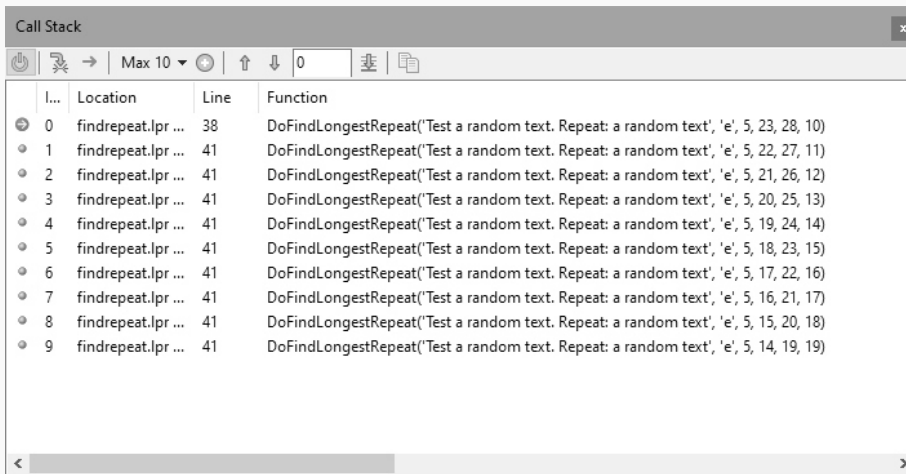 Call Stack x
Max 10 0
I... Location Line Function
0 findrepeat.lpr ... 38 DoFindLongestRepeat('Test a random text. Repeat: a random text', 'e', 5, 23, 28, 10)
1 findrepeat.lpr ... 41 DoFindLongestRepeat('Test a random text. Repeat: a random text', 'e', 5, 22, 27, 11)
2 findrepeat.lpr ... 41 DoFindLongestRepeat('Test a random text. Repeat: a random text', 'e', 5, 21, 26, 12)
3 findrepeat.lpr ... 41 DoFindLongestRepeat('Test a random text. Repeat: a random text', 'e', 5, 20, 25, 13)
4 findrepeat.lpr ... 41 DoFindLongestRepeat('Test a random text. Repeat: a random text', 'e', 5, 19, 24, 14)
5 findrepeat.lpr ... 41 DoFindLongestRepeat('Test a random text. Repeat: a random text', 'e', 5, 18, 23, 15)
6 findrepeat.lpr ... 41 DoFindLongestRepeat('Test a random text. Repeat: a random text', 'e', 5, 17, 22, 16)
7 findrepeat.lpr ... 41 DoFindLongestRepeat('Test a random text. Repeat: a random text', 'e', 5, 16, 21, 17)
8 findrepeat.lpr ... 41 DoFindLongestRepeat('Test a random text. Repeat: a random text', 'e', 5, 15, 20, 18)
9 findrepeat.lpr ... 41 DoFindLongestRepeat('Test a random text. Repeat: a random text', 'e', 5, 14, 19, 19)